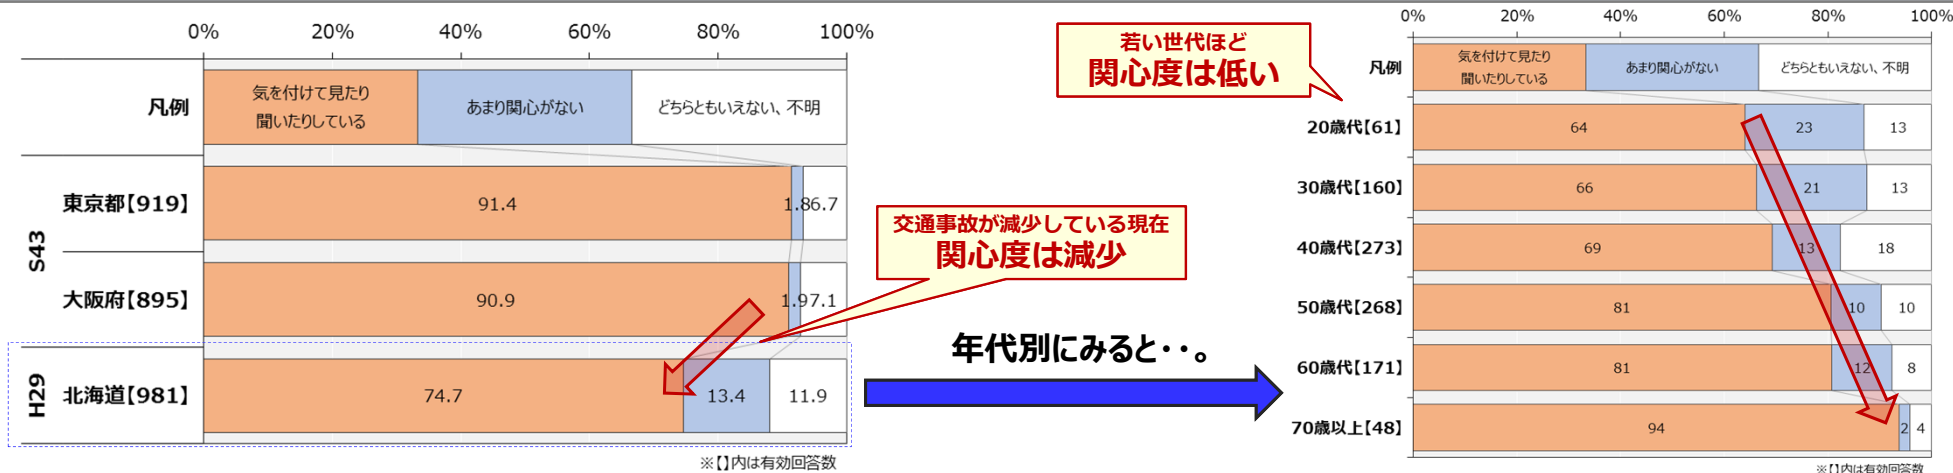 0% 20% 40% 60% 80% 100%
凡例
気を付けて見たり
聞いたりしている
あまり関心がない
どちらともいえない、不明
S43
東京都【919】 91.4 1.8 6.7
大阪府【895】 90.9 1.9 7.1
H29
北海道【981】 74.7 13.4 11.9
※【】内は有効回答数
交通事故が減少している現在
関心度は減少
年代別にみると・・。
若い世代ほど
関心度は低い
0% 20% 40% 60% 80% 100%
凡例
気を付けて見たり
聞いたりしている
あまり関心がない
どちらともいえない、不明
20歳代【61】 64 23 13
30歳代【160】 66 21 13
40歳代【273】 69 13 18
50歳代【268】 81 10 10
60歳代【171】 81 12 8
70歳以上【48】 94 2 4
※【】内は有効回答数